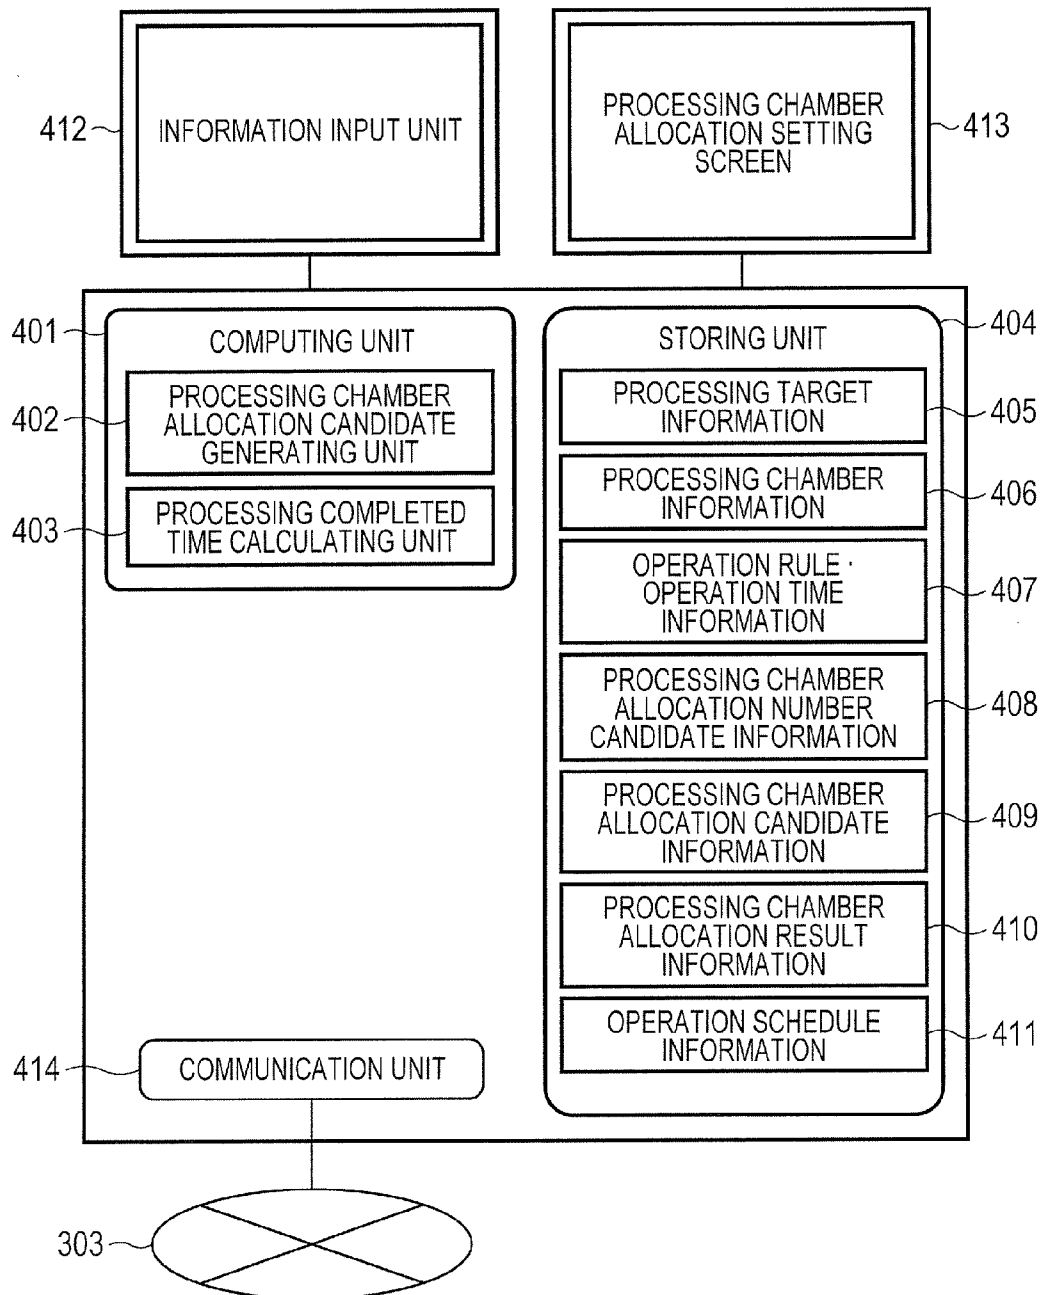 412
INFORMATION INPUT UNIT
PROCESSING CHAMBER
ALLOCATION SETTING
SCREEN
413
401
COMPUTING UNIT
402
PROCESSING CHAMBER
ALLOCATION CANDIDATE
GENERATING UNIT
403
PROCESSING COMPLETED
TIME CALCULATING UNIT
STORING UNIT
404
PROCESSING TARGET
INFORMATION
405
PROCESSING CHAMBER
INFORMATION
406
OPERATION RULE ·
OPERATION TIME
INFORMATION
407
PROCESSING CHAMBER
ALLOCATION NUMBER
CANDIDATE INFORMATION
408
PROCESSING CHAMBER
ALLOCATION CANDIDATE
INFORMATION
409
PROCESSING CHAMBER
ALLOCATION RESULT
INFORMATION
410
OPERATION SCHEDULE
INFORMATION
411
414
COMMUNICATION UNIT
303